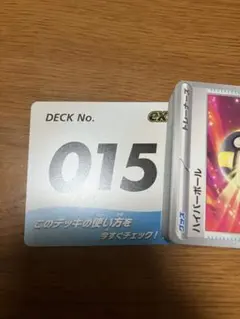 DECK No.
ex
015
このデッキの使い方を
今すぐチェック!
トレーナーズ
グッズ
ハイパーボール